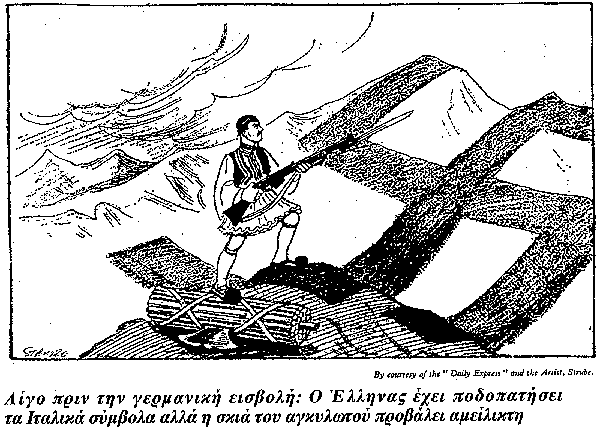 STRUBE
By courtesy of the "Daily Express" and the Artist, Strube.
Λίγο πριν την γερμανική εισβολή: Ο Έλληνας έχει ποδοπατήσει
τα Ιταλικά σύμβολα αλλά η σκιά του αγκυλωτού προβάλει αμείλικτη